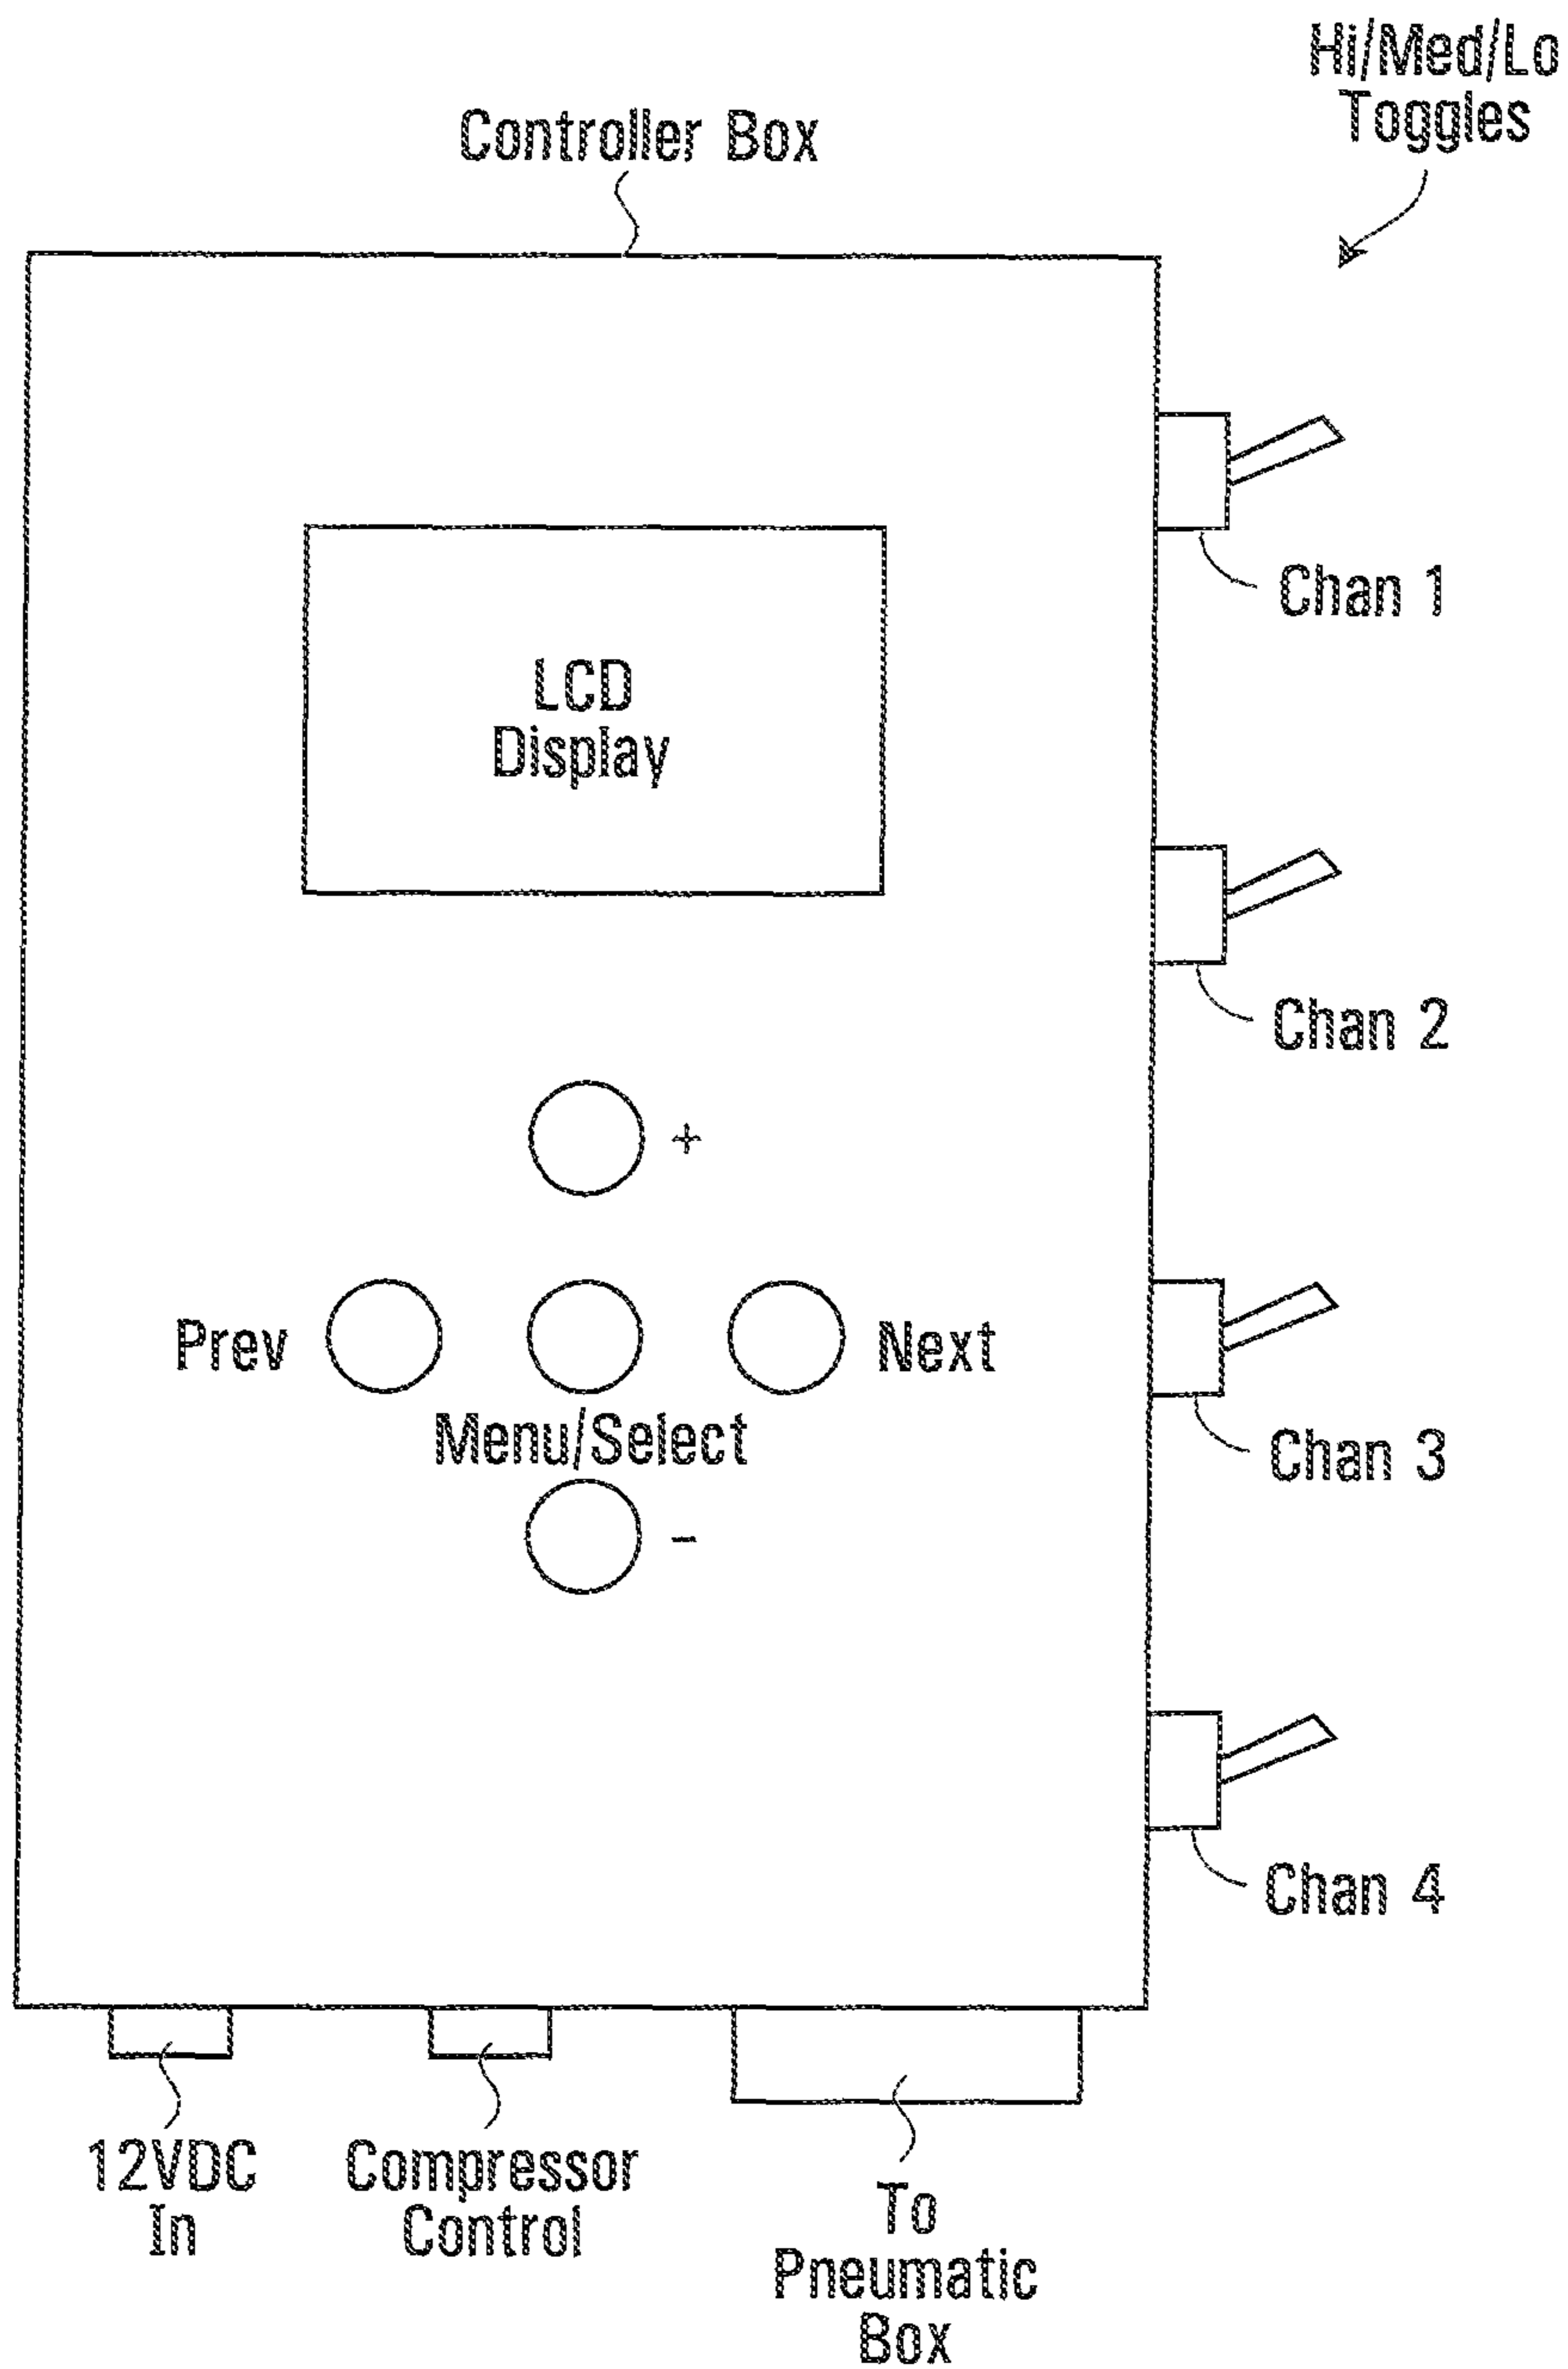 Hi/Med/Lo
Toggles
Controller Box
Chan 1
LCD
Display
Chan 2
+
Prev
Next
Menu/Select
Chan 3
-
Chan 4
12VDC
In
Compressor
Control
To
Pneumatic
Box